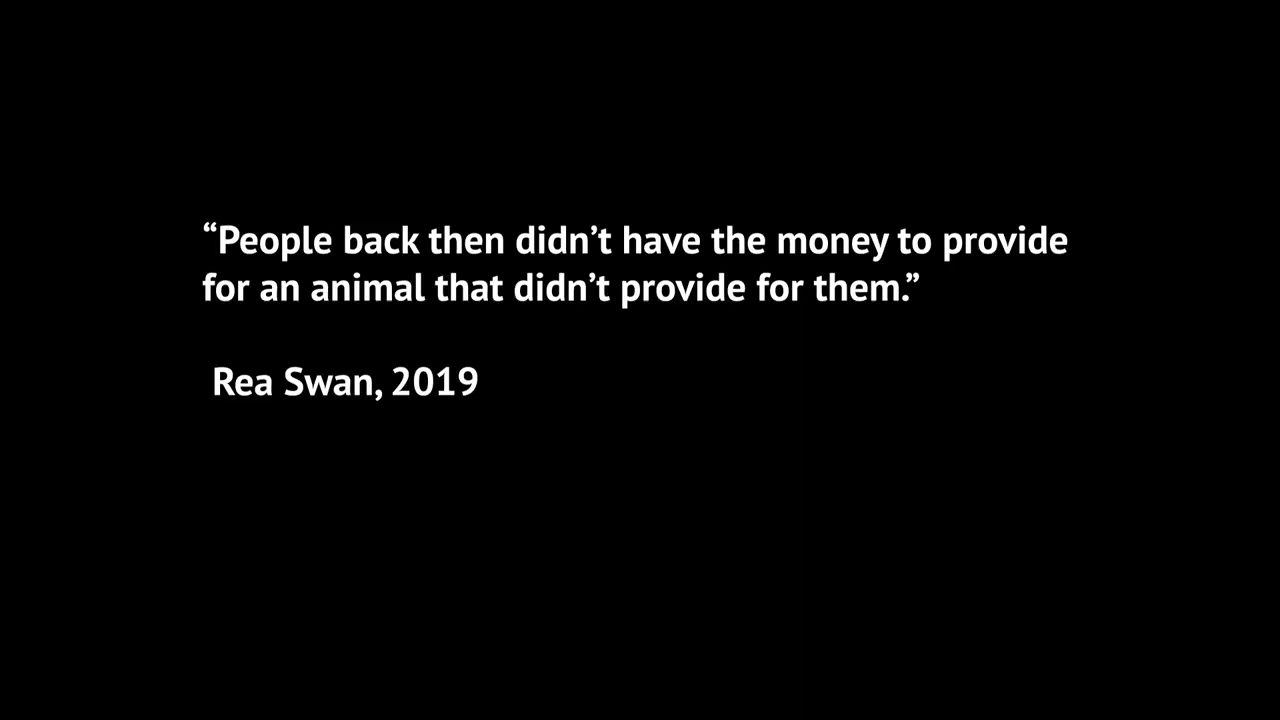 “People back then didn’t have the money to provide
for an animal that didn’t provide for them.”
Rea Swan, 2019